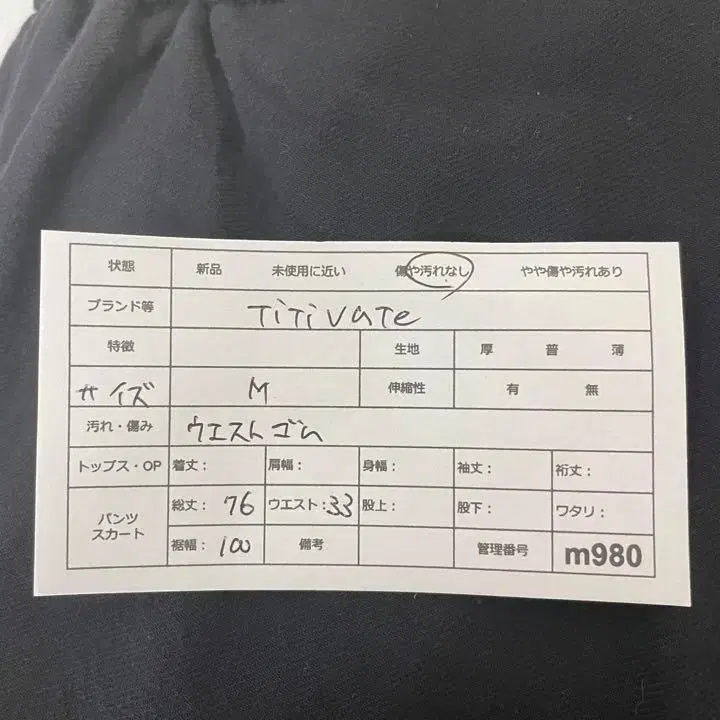 状態 新品 未使用に近い 傷や汚れなし やや傷や汚れあり
ブランド等 TiTiVaTe
特徴 生地 厚 普 薄
サイズ M 伸縮性 有 無
汚れ・傷み ウエストゴム
トップス・OP 着丈: 肩幅: 身幅: 袖丈: 裄丈:
パンツ スカート 総丈: 76 ウエスト: 33 股上: 股下: ワタリ:
裾幅: 100 備考 管理番号 m980